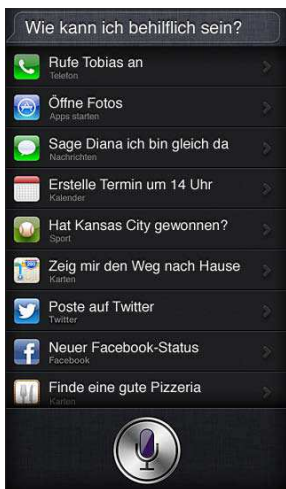 Wie kann ich behilflich sein?
Rufe Tobias an
Telefon
Öffne Fotos
Apps starten
Sage Diana ich bin gleich da
Nachrichten
Erstelle Termin um 14 Uhr
Kalender
Hat Kansas City gewonnen?
Sport
Zeig mir den Weg nach Hause
Karten
Poste auf Twitter
Twitter
Neuer Facebook-Status
Facebook
Finde eine gute Pizzeria
Karten